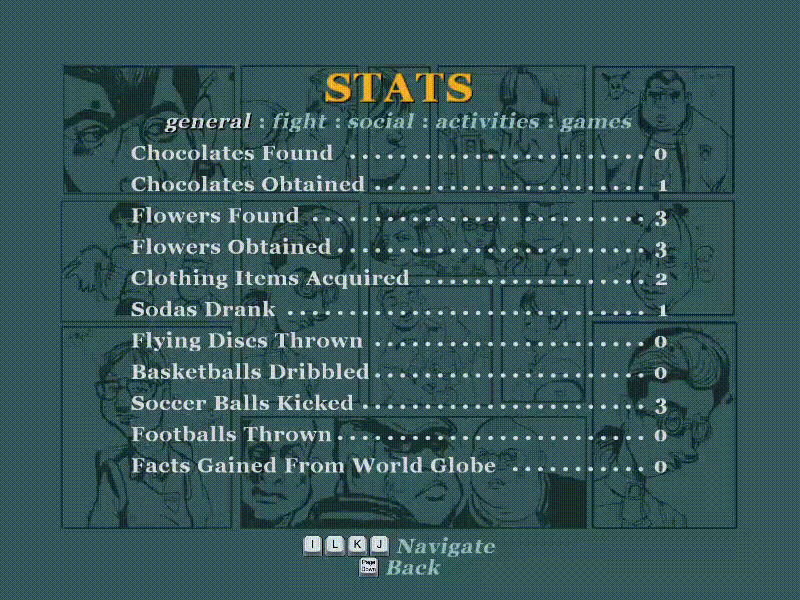 STATS
general : fight : social : activities : games
Chocolates Found 0
Chocolates Obtained 1
Flowers Found 3
Flowers Obtained 3
Clothing Items Acquired 2
Sodas Drank 1
Flying Discs Thrown 0
Basketballs Dribbled 0
Soccer Balls Kicked 3
Footballs Thrown 0
Facts Gained From World Globe 0
I L K J Navigate
Page Down Back